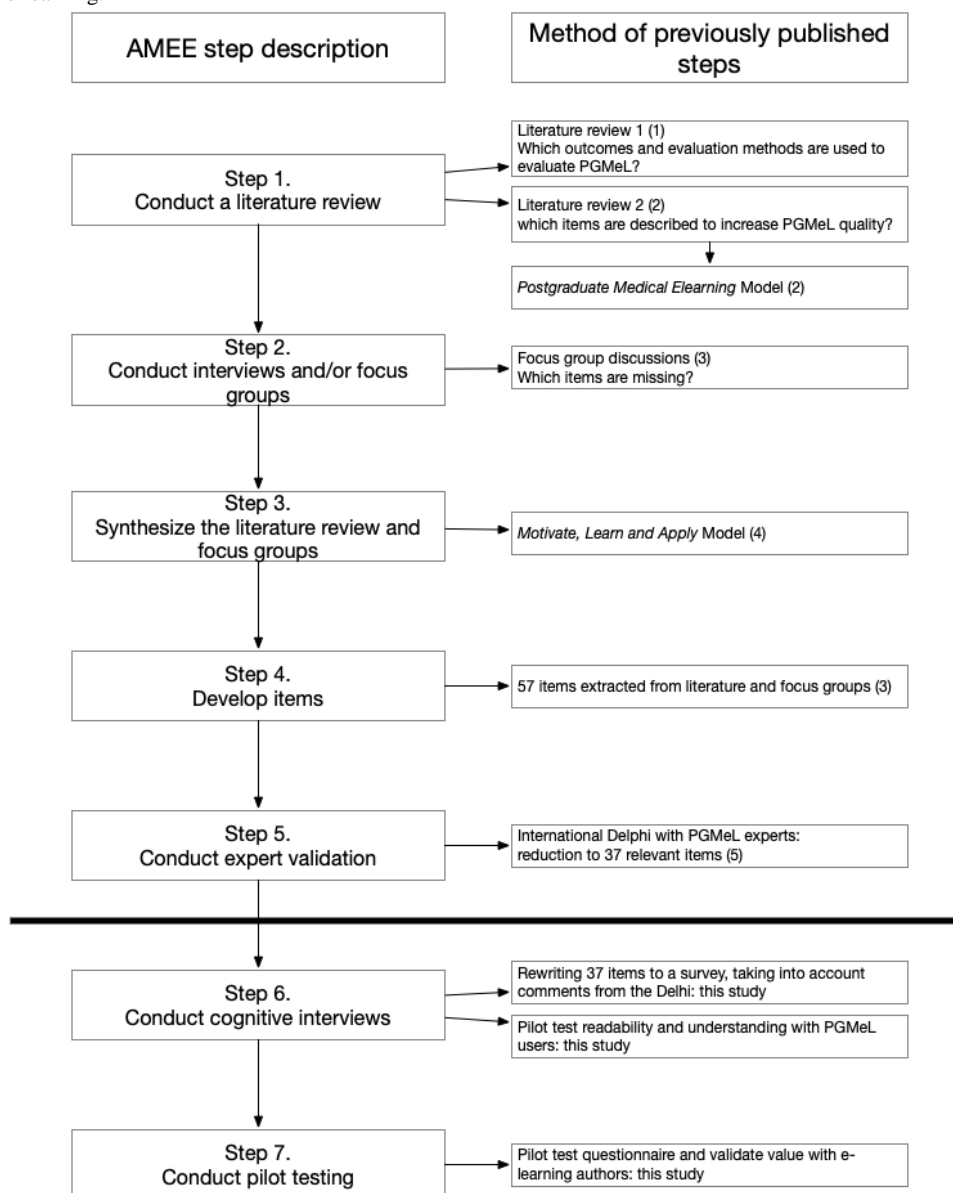 AMEE step description
Method of previously published
steps
Literature review 1 (1)
Which outcomes and evaluation methods are used to
evaluate PGMeL?
Step 1.
Conduct a literature review
Literature review 2 (2)
which items are described to increase PGMeL quality?
Postgraduate Medical Elearning Model (2)
Step 2.
Conduct interviews and/or focus
groups
Focus group discussions (3)
Which items are missing?
Step 3.
Synthesize the literature review and
focus groups
Motivate, Learn and Apply Model (4)
Step 4.
Develop items
57 items extracted from literature and focus groups (3)
Step 5.
Conduct expert validation
International Delphi with PGMeL experts:
reduction to 37 relevant items (5)
Step 6.
Conduct cognitive interviews
Rewriting 37 items to a survey, taking into account
comments from the Delhi: this study
Pilot test readability and understanding with PGMeL
users: this study
Step 7.
Conduct pilot testing
Pilot test questionnaire and validate value with e-
learning authors: this study